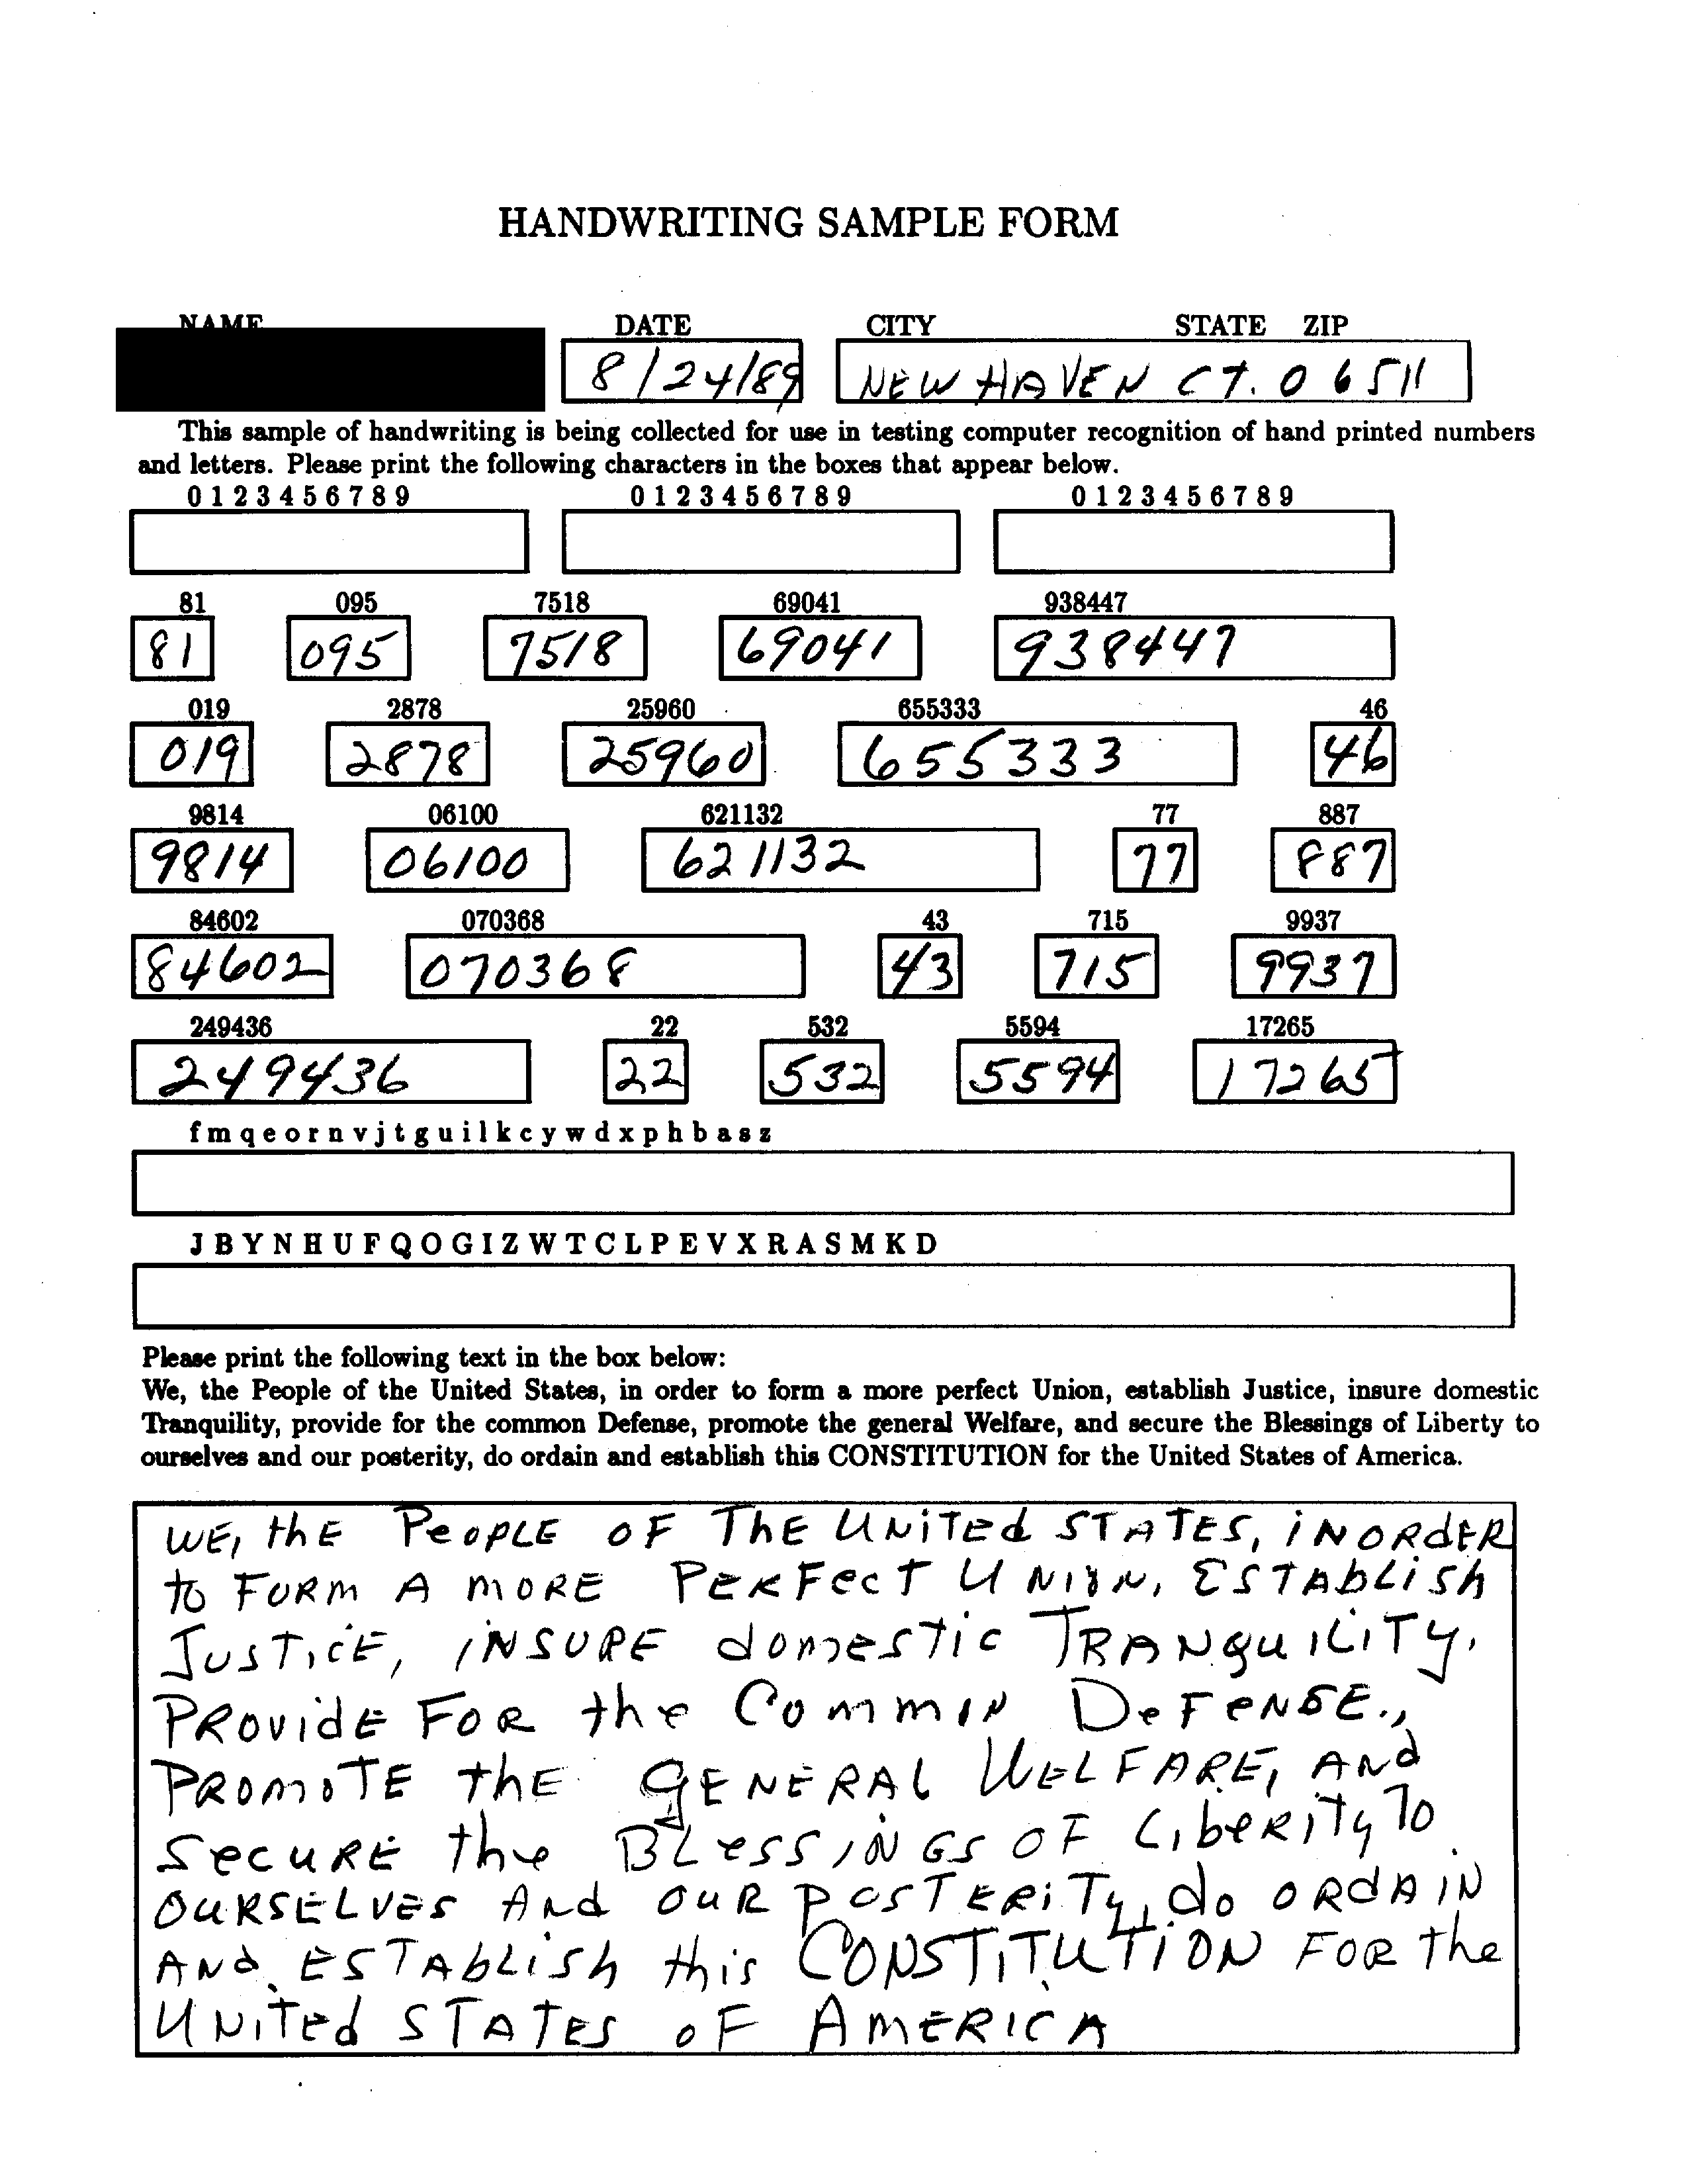 HANDWRITING SAMPLE FORM
NAME DATE CITY STATE ZIP
8/24/89 NEW HAVEN CT. 06511
This sample of handwriting is being collected for use in testing computer recognition of hand printed numbers
and letters. Please print the following characters in the boxes that appear below.
0 1 2 3 4 5 6 7 8 9 0 1 2 3 4 5 6 7 8 9 0 1 2 3 4 5 6 7 8 9
81 095 7518 69041 938447
81 095 7518 69041 938447
019 2878 25960 655333 46
019 2878 25960 655333 46
9814 06100 621132 77 887
9814 06100 621132 77 887
84602 070368 43 715 9937
84602 070368 43 715 9937
249436 22 532 5594 17265
249436 22 532 5594 17265
f m q e o r n v j t g u i l k c y w d x p h b a s z
J B Y N H U F Q O G I Z W T C L P E V X R A S M K D
Please print the following text in the box below:
We, the People of the United States, in order to form a more perfect Union, establish Justice, insure domestic
Tranquility, provide for the common Defense, promote the general Welfare, and secure the Blessings of Liberty to
ourselves and our posterity, do ordain and establish this CONSTITUTION for the United States of America.
WE, thE PeoPLE oF ThE UNiTed STATES, iN ORdER
to FORM A MORE PERFecT UNION, ESTAbLiSh
JUSTiCE, iNSURE domesTic TRANquiLiTy,
PROVidE FOR the CommIN DeFeNSE.,
PROMOTE thE GENERAL WELFARE, ANd
SecuRE the BLessiNGS OF LibeRiTy To
OURSELVES ANd OUR POSTERiTy, do ORdAIN
ANd ESTAbLiSh this CONSTiTUTiON FOR the
UNiTed STATES oF AMERICA